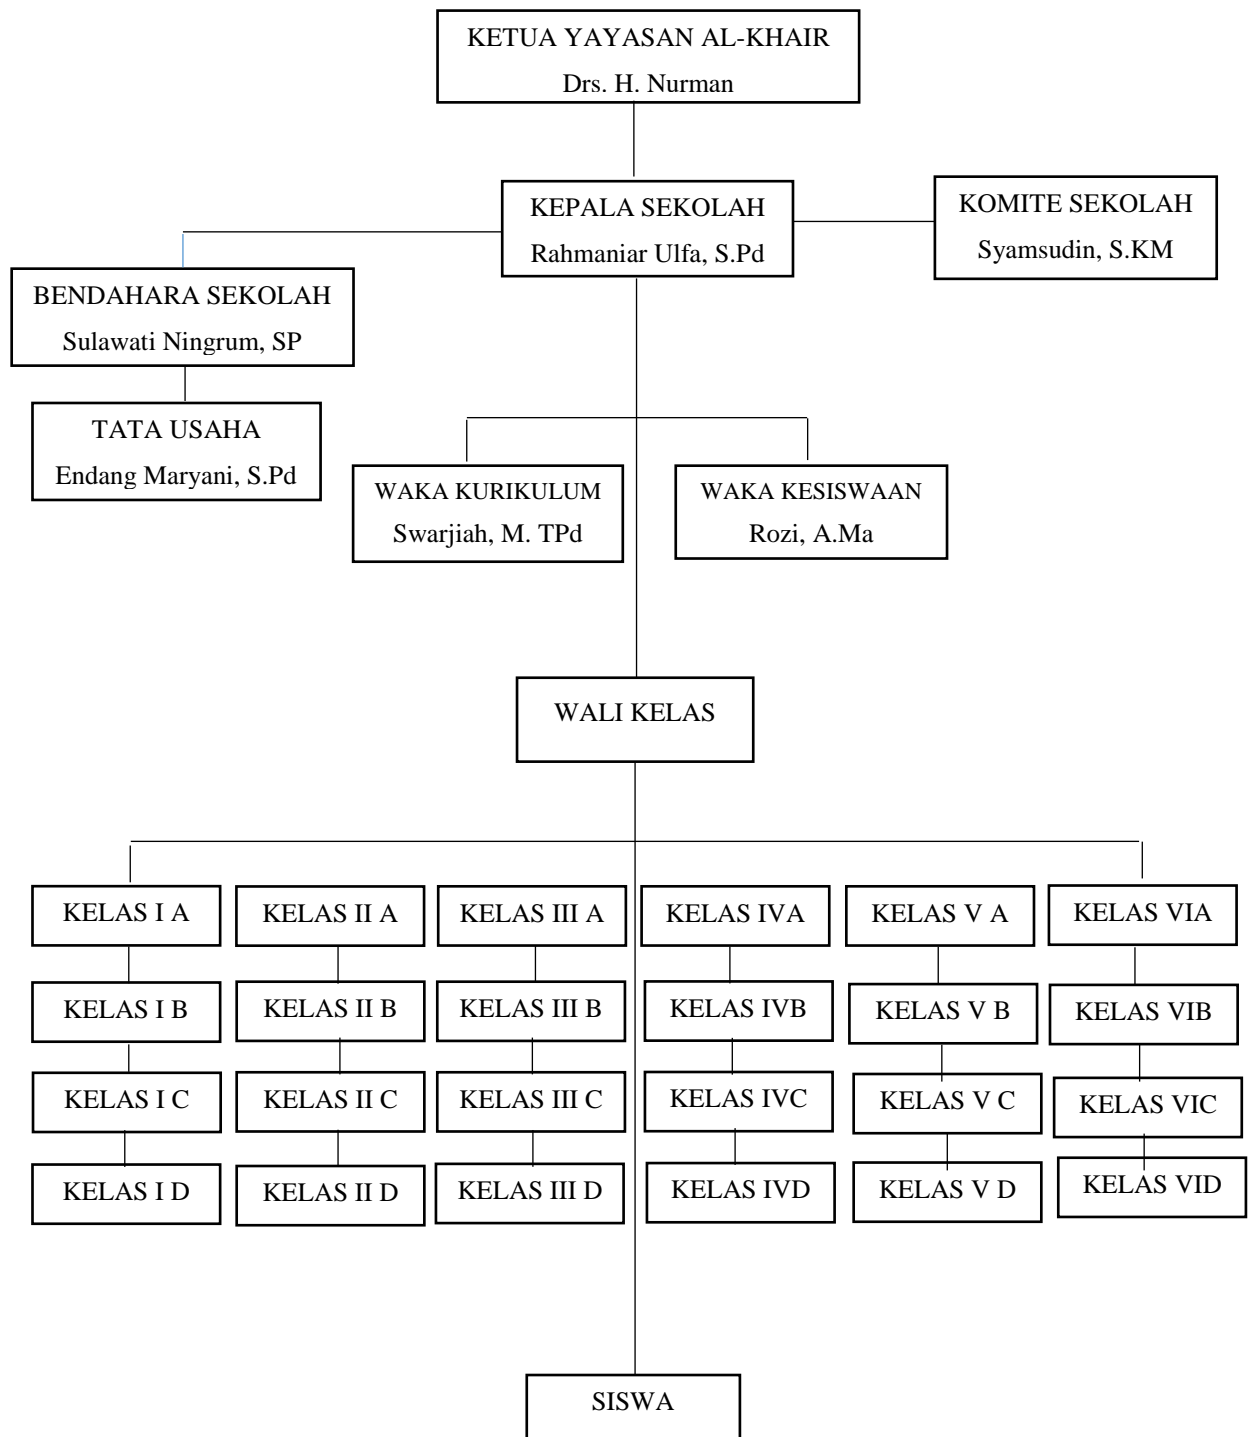 KETUA YAYASAN AL-KHAIR
Drs. H. Nurman
KEPALA SEKOLAH
Rahmaniar Ulfa, S.Pd
KOMITE SEKOLAH
Syamsudin, S.KM
BENDAHARA SEKOLAH
Sulawati Ningrum, SP
TATA USAHA
Endang Maryani, S.Pd
WAKA KURIKULUM
Swarjiah, M. TPd
WAKA KESISWAAN
Rozi, A.Ma
WALI KELAS
KELAS I A
KELAS II A
KELAS III A
KELAS IVA
KELAS V A
KELAS VIA
KELAS I B
KELAS II B
KELAS III B
KELAS IVB
KELAS V B
KELAS VIB
KELAS I C
KELAS II C
KELAS III C
KELAS IVC
KELAS V C
KELAS VIC
KELAS I D
KELAS II D
KELAS III D
KELAS IVD
KELAS V D
KELAS VID
SISWA